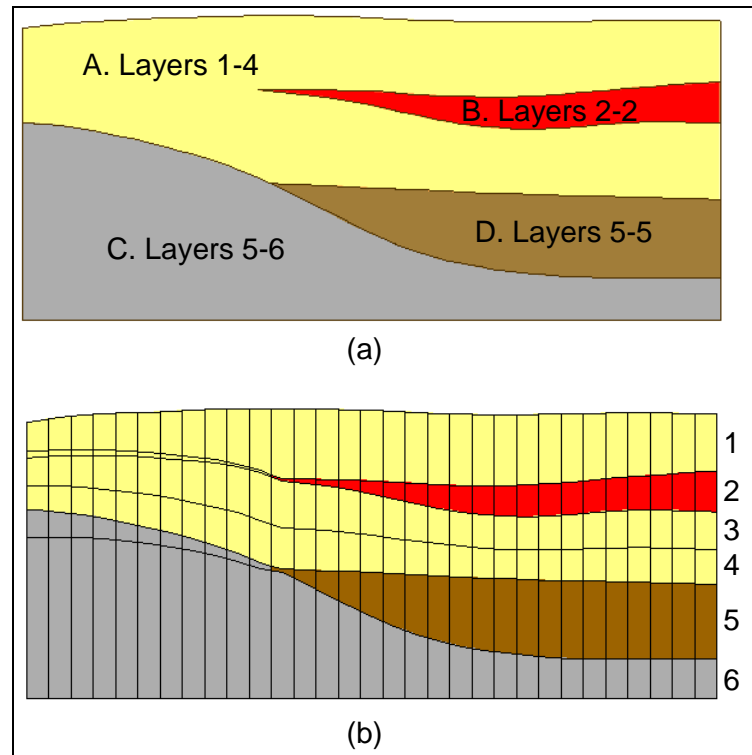 A. Layers 1-4
B. Layers 2-2
C. Layers 5-6
D. Layers 5-5
(a)
1
2
3
4
5
6
(b)